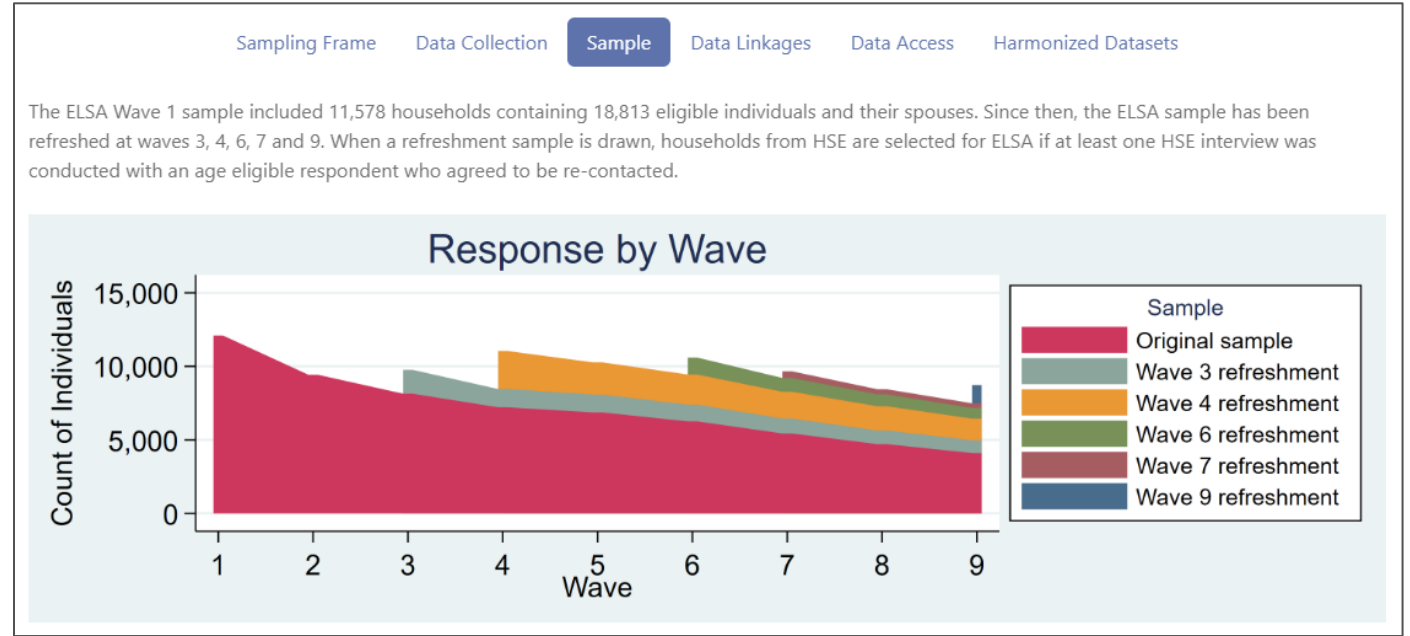 Sampling Frame Data Collection Sample Data Linkages Data Access Harmonized Datasets
The ELSA Wave 1 sample included 11,578 households containing 18,813 eligible individuals and their spouses. Since then, the ELSA sample has been
refreshed at waves 3, 4, 6, 7 and 9. When a refreshment sample is drawn, households from HSE are selected for ELSA if at least one HSE interview was
conducted with an age eligible respondent who agreed to be re-contacted.
Response by Wave
Count of Individuals
15,000
10,000
5,000
0
1 2 3 4 5 6 7 8 9
Wave
Sample
Original sample
Wave 3 refreshment
Wave 4 refreshment
Wave 6 refreshment
Wave 7 refreshment
Wave 9 refreshment